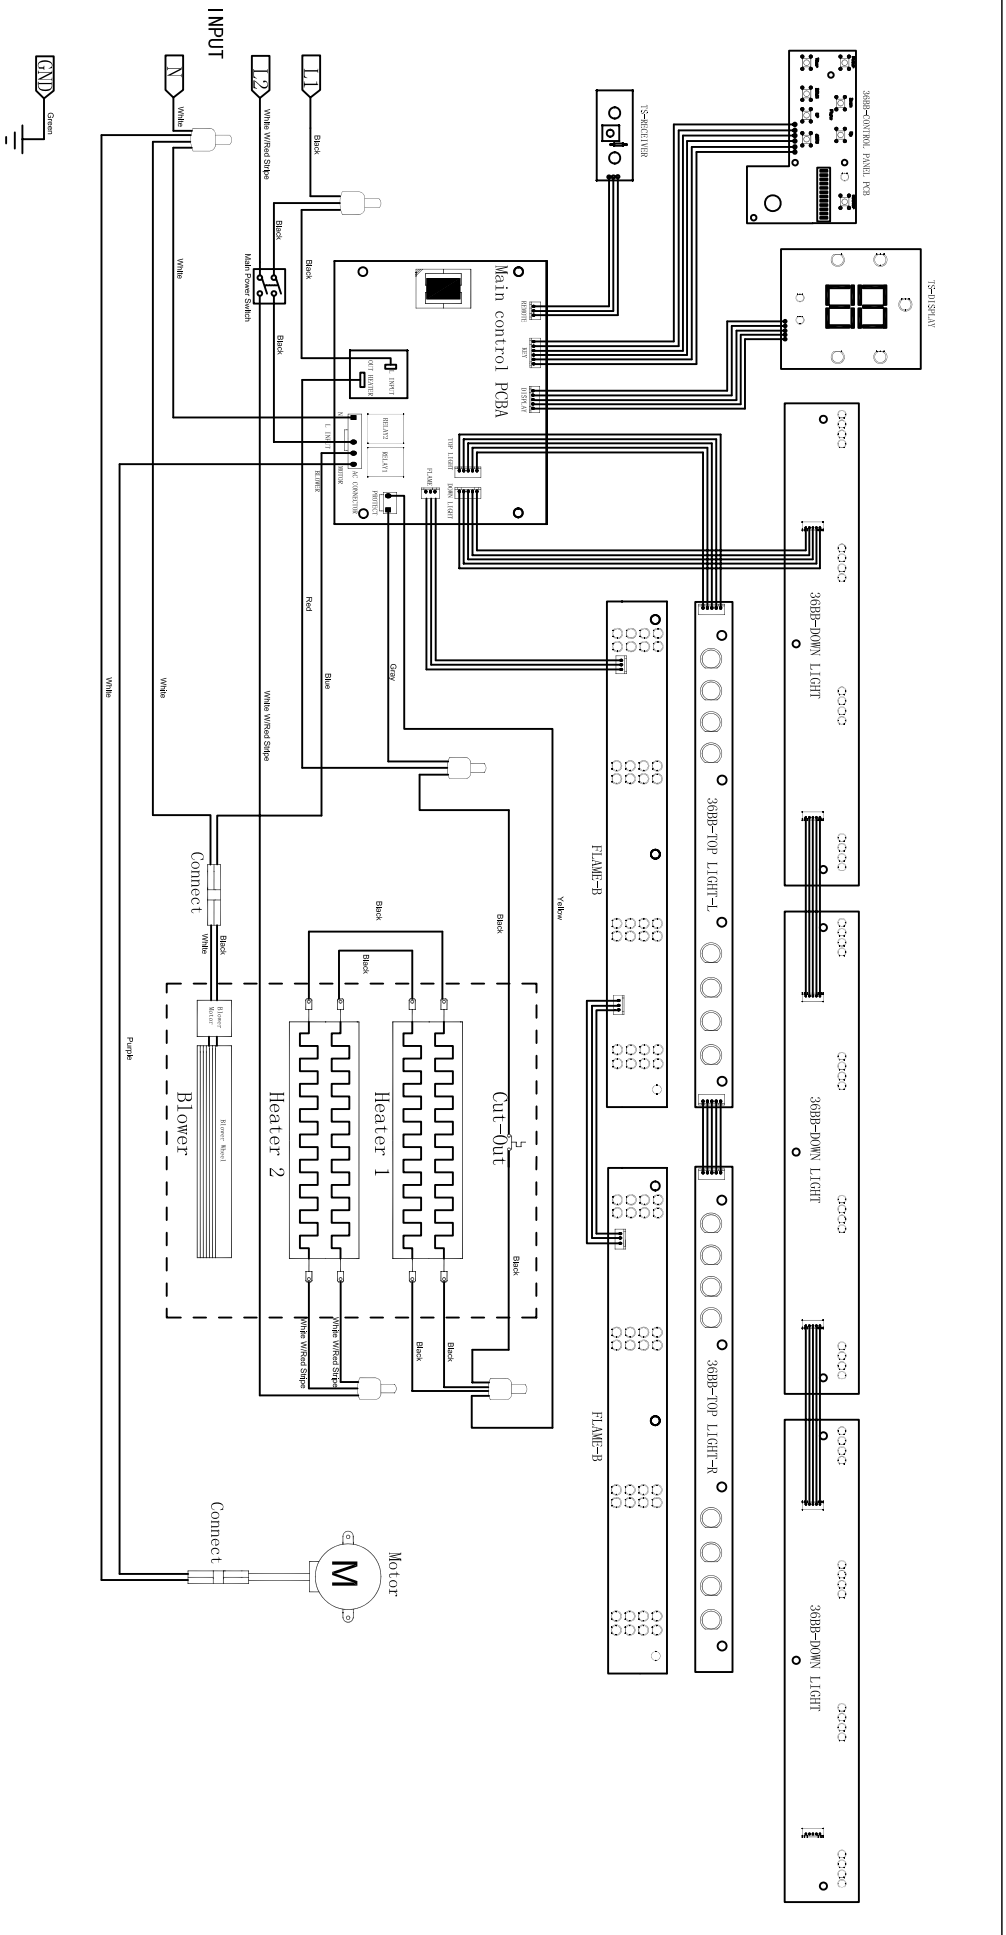 INPUT
GND
N
L2
L1
Green
White
White W/Red Stripe
Black
Black
Black
White
Main Power Switch
Black
TS-RECEIVER
36BB-CONTROL PANEL PCB
TS-DISPLAY
Main control PCBA
REMOTE
KEY
DISPLAY
TOP LIGHT
DOWN LIGHT
FLAME
INPUT
OUT HEATER
RELAY2
RELAY1
N
L INPUT
MOTOR
BLOWER
AC CONNECTOR
PROTECT
Red
Gray
Blue
White W/Red Stripe
White
White
Yellow
Black
Black
Black
Connect
White
Black
Purple
Blower Motor
Blower Wheel
Blower
Heater 2
Heater 1
Cut-Out
Black
Black
Black
White W/Red Stripe
White W/Red Stripe
Connect
Motor
M
FLAME-B
FLAME-B
36BB-TOP LIGHT-L
36BB-TOP LIGHT-R
36BB-DOWN LIGHT
36BB-DOWN LIGHT
36BB-DOWN LIGHT